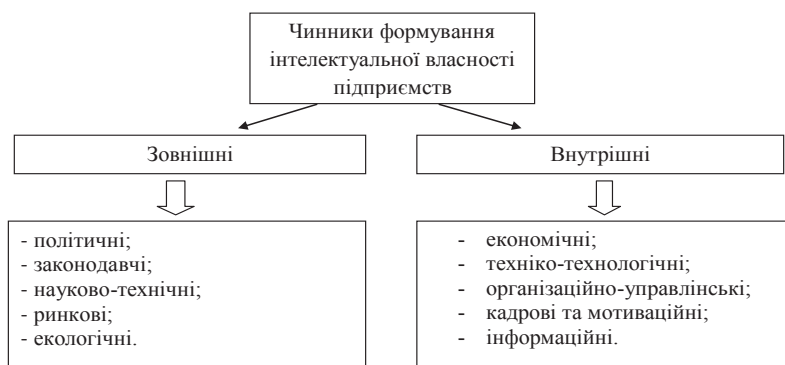 Чинники формування
інтелектуальної власності
підприємств
Зовнішні
Внутрішні
- політичні;
- законодавчі;
- науково-технічні;
- ринкові;
- екологічні.
- економічні;
- техніко-технологічні;
- організаційно-управлінські;
- кадрові та мотиваційні;
- інформаційні.